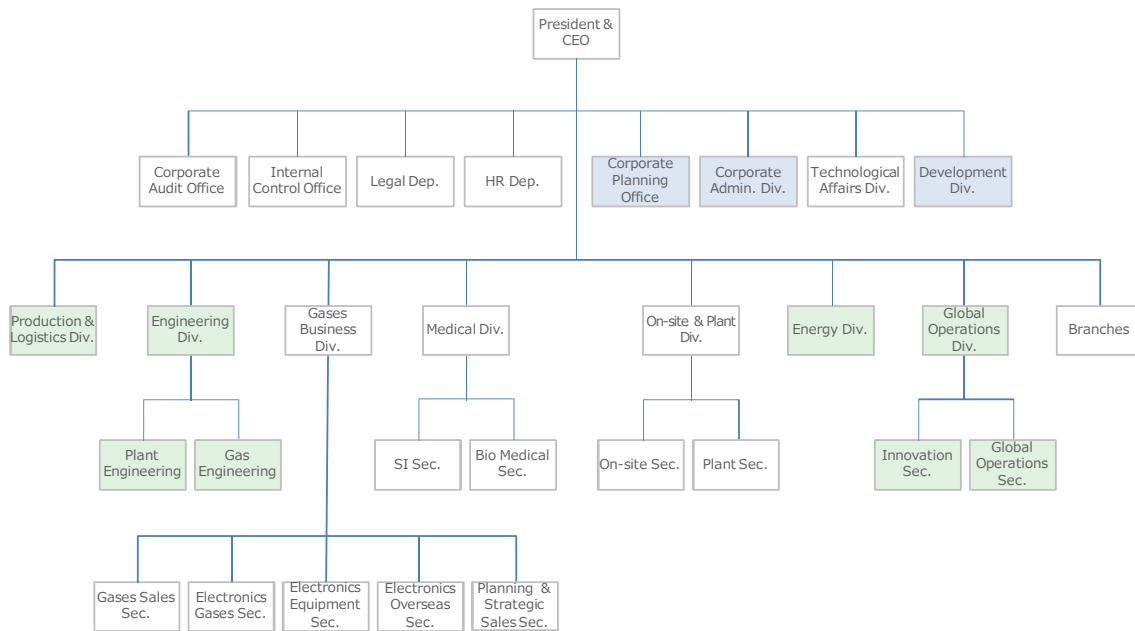 President &
CEO
Corporate
Audit Office
Internal
Control Office
Legal Dep.
HR Dep.
Corporate
Planning
Office
Corporate
Admin. Div.
Technological
Affairs Div.
Development
Div.
Production &
Logistics Div.
Engineering
Div.
Gases
Business
Div.
Medical Div.
On-site & Plant
Div.
Energy Div.
Global
Operations
Div.
Branches
Plant
Engineering
Gas
Engineering
SI Sec.
Bio Medical
Sec.
On-site Sec.
Plant Sec.
Innovation
Sec.
Global
Operations
Sec.
Gases Sales
Sec.
Electronics
Gases Sec.
Electronics
Equipment
Sec.
Electronics
Overseas
Sec.
Planning &
Strategic
Sales Sec.